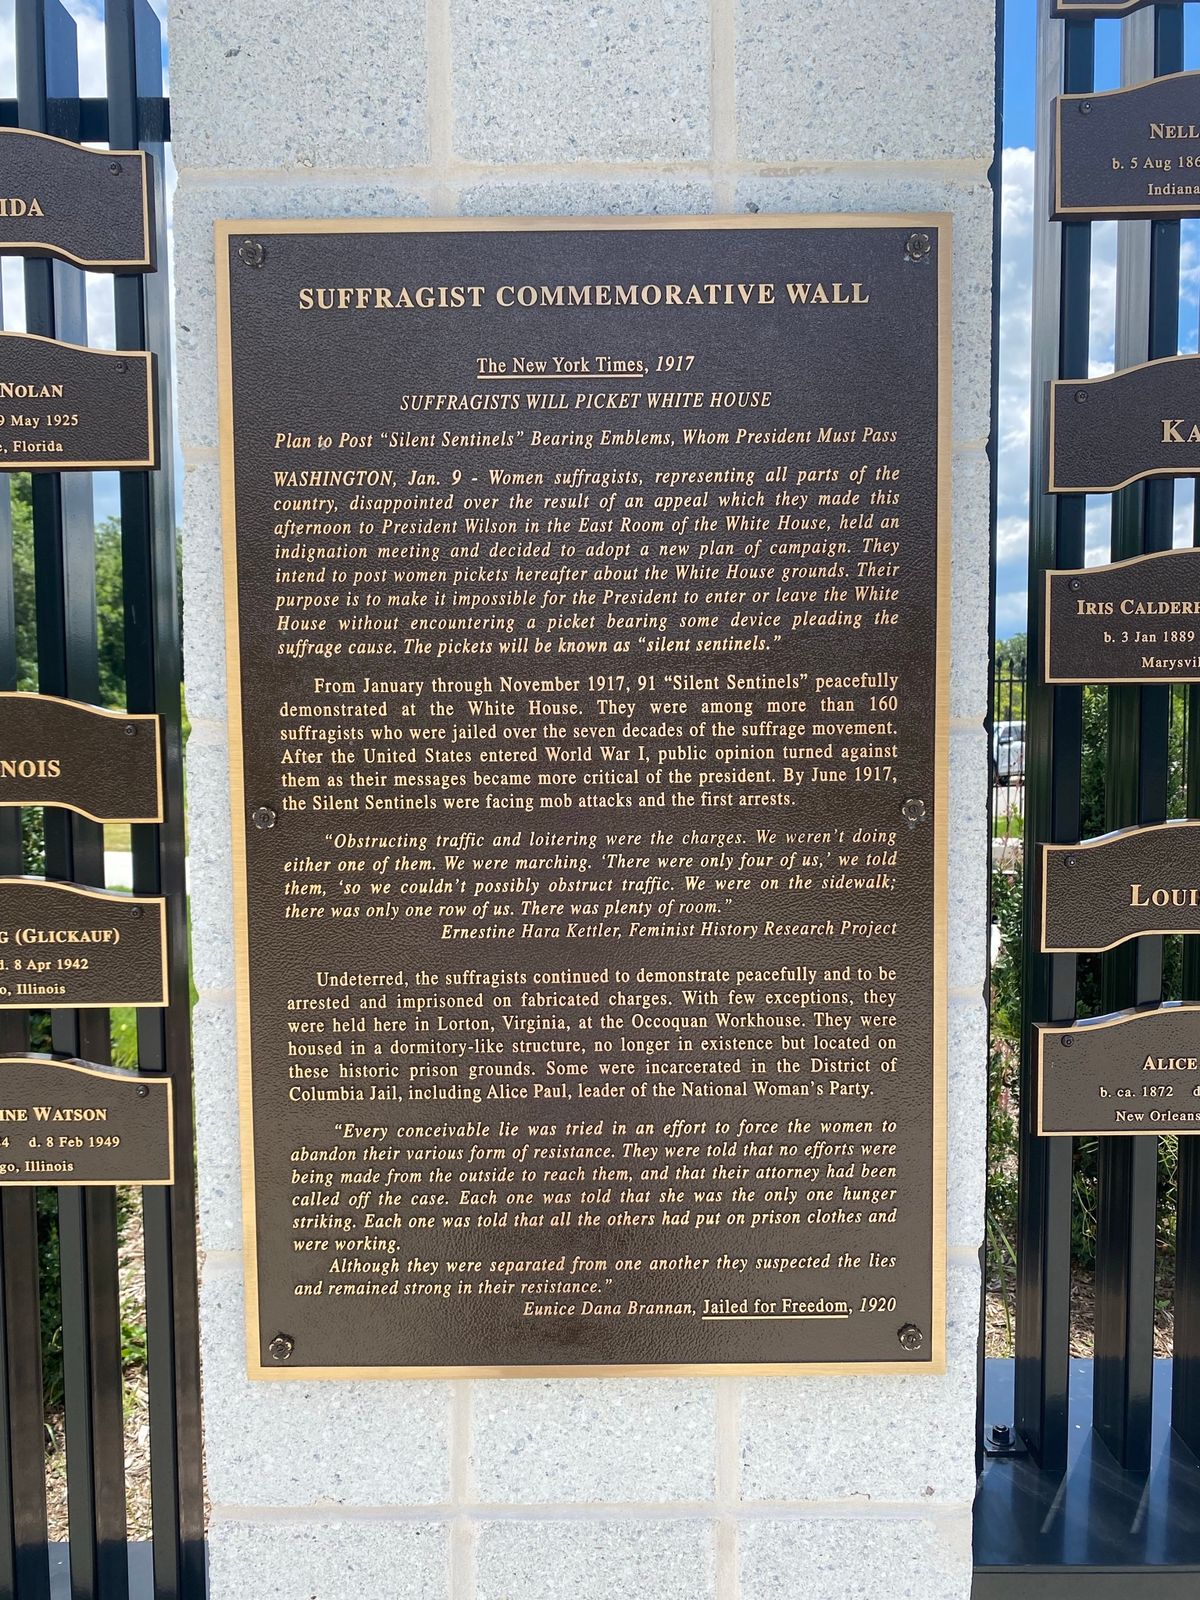 SUFFRAGIST COMMEMORATIVE WALL
The New York Times, 1917
SUFFRAGISTS WILL PICKET WHITE HOUSE
Plan to Post “Silent Sentinels” Bearing Emblems, Whom President Must Pass
WASHINGTON, Jan. 9 - Women suffragists, representing all parts of the
country, disappointed over the result of an appeal which they made this
afternoon to President Wilson in the East Room of the White House, held an
indignation meeting and decided to adopt a new plan of campaign. They
intend to post women pickets hereafter about the White House grounds. Their
purpose is to make it impossible for the President to enter or leave the White
House without encountering a picket bearing some device pleading the
suffrage cause. The pickets will be known as “silent sentinels.”
From January through November 1917, 91 “Silent Sentinels” peacefully
demonstrated at the White House. They were among more than 160
suffragists who were jailed over the seven decades of the suffrage movement.
After the United States entered World War I, public opinion turned against
them as their messages became more critical of the president. By June 1917,
the Silent Sentinels were facing mob attacks and the first arrests.
“Obstructing traffic and loitering were the charges. We weren’t doing
either one of them. We were marching. ‘There were only four of us,’ we told
them, ‘so we couldn’t possibly obstruct traffic. We were on the sidewalk;
there was only one row of us. There was plenty of room.”
Ernestine Hara Kettler, Feminist History Research Project
Undeterred, the suffragists continued to demonstrate peacefully and to be
arrested and imprisoned on fabricated charges. With few exceptions, they
were held here in Lorton, Virginia, at the Occoquan Workhouse. They were
housed in a dormitory-like structure, no longer in existence but located on
these historic prison grounds. Some were incarcerated in the District of
Columbia Jail, including Alice Paul, leader of the National Woman’s Party.
“Every conceivable lie was tried in an effort to force the women to
abandon their various form of resistance. They were told that no efforts were
being made from the outside to reach them, and that their attorney had been
called off the case. Each one was told that she was the only one hunger
striking. Each one was told that all the others had put on prison clothes and
were working.
Although they were separated from one another they suspected the lies
and remained strong in their resistance.”
Eunice Dana Brannan, Jailed for Freedom, 1920
IDA
NOLAN
9 May 1925
, Florida
NOIS
G (GLICKAUF)
d. 8 Apr 1942
o, Illinois
INE WATSON
4 d. 8 Feb 1949
go, Illinois
NELL
b. 5 Aug 186
Indiana
KA
IRIS CALDER
b. 3 Jan 1889
Marysvil
LOUI
ALICE
b. ca. 1872 d
New Orleans